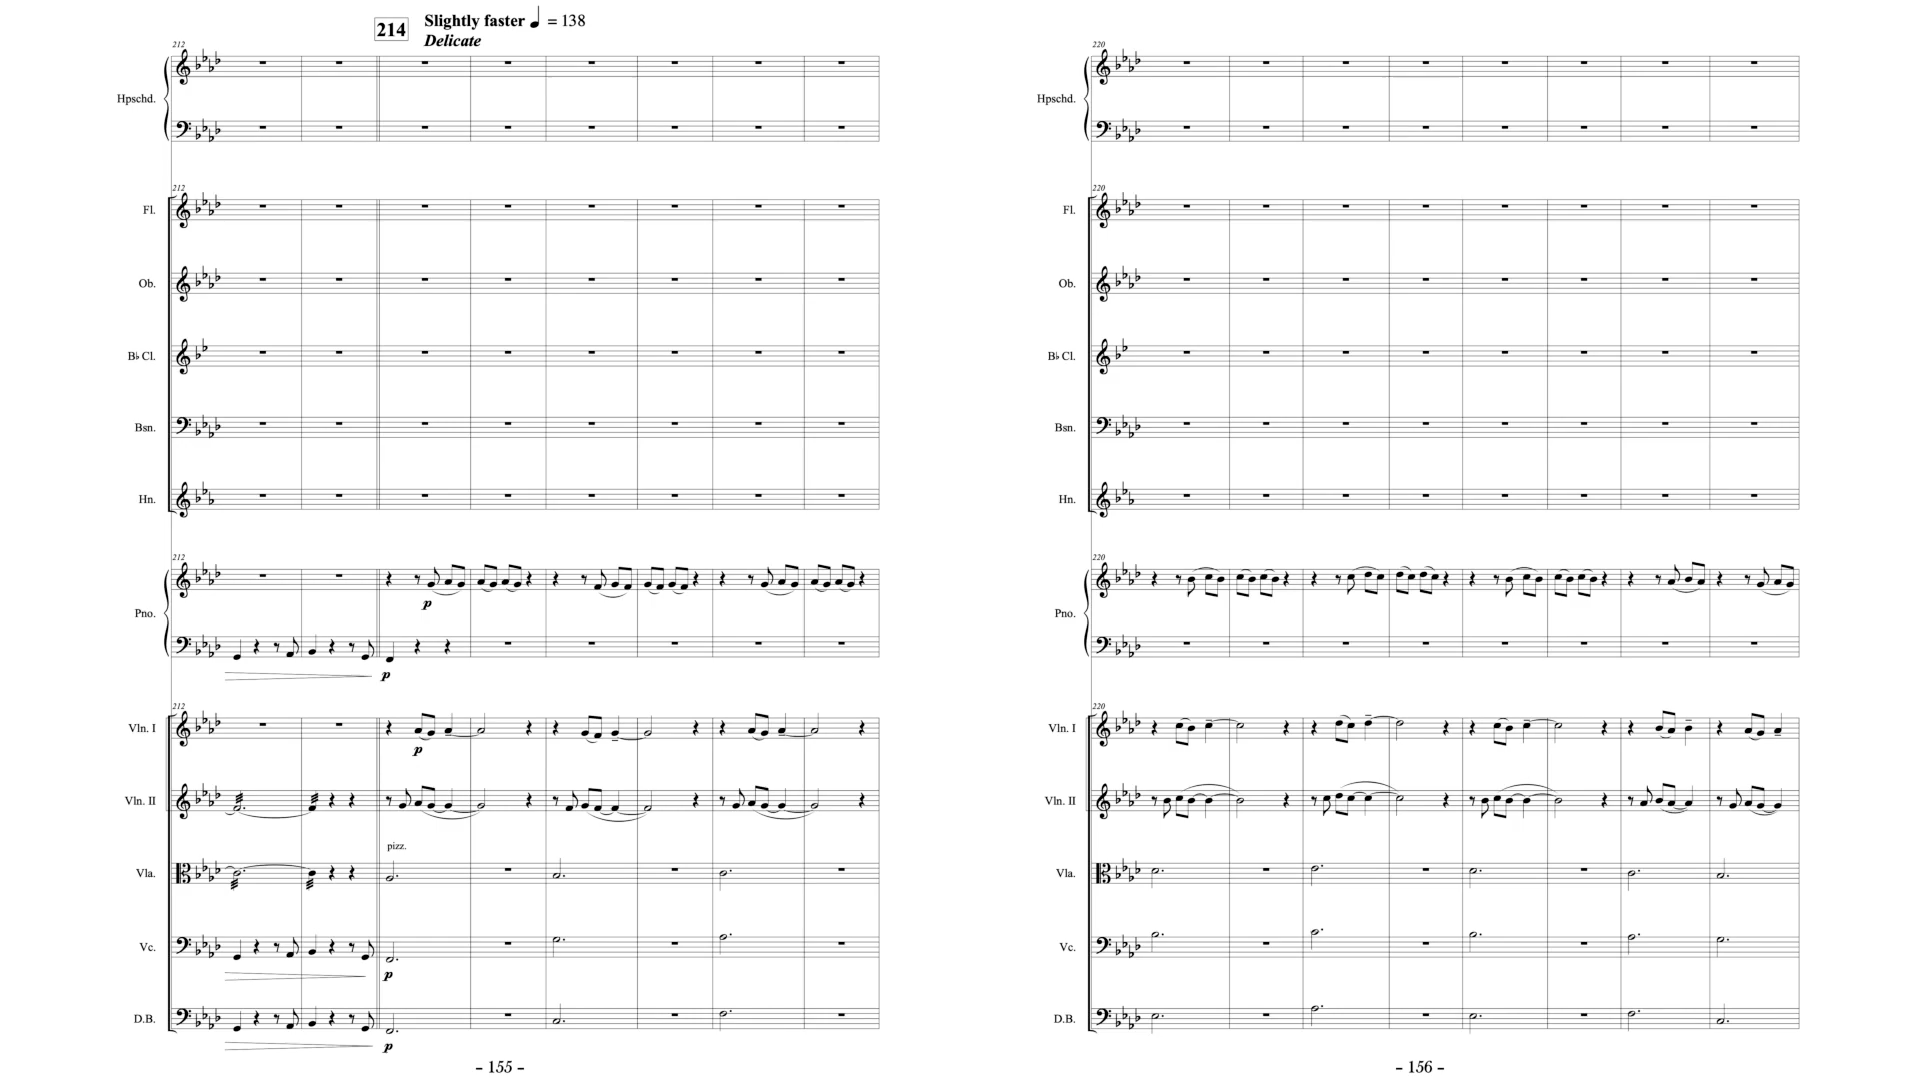 214 Slightly faster = 138
Delicate
212
Hpschd.
212
Fl.
Ob.
B♭ Cl.
Bsn.
Hn.
212
p
Pno.
p
212
Vln. I
p
Vln. II
pizz.
Vla.
Vc.
p
D.B.
p
- 155 -
220
Hpschd.
220
Fl.
Ob.
B♭ Cl.
Bsn.
Hn.
220
Pno.
220
Vln. I
Vln. II
Vla.
Vc.
D.B.
- 156 -